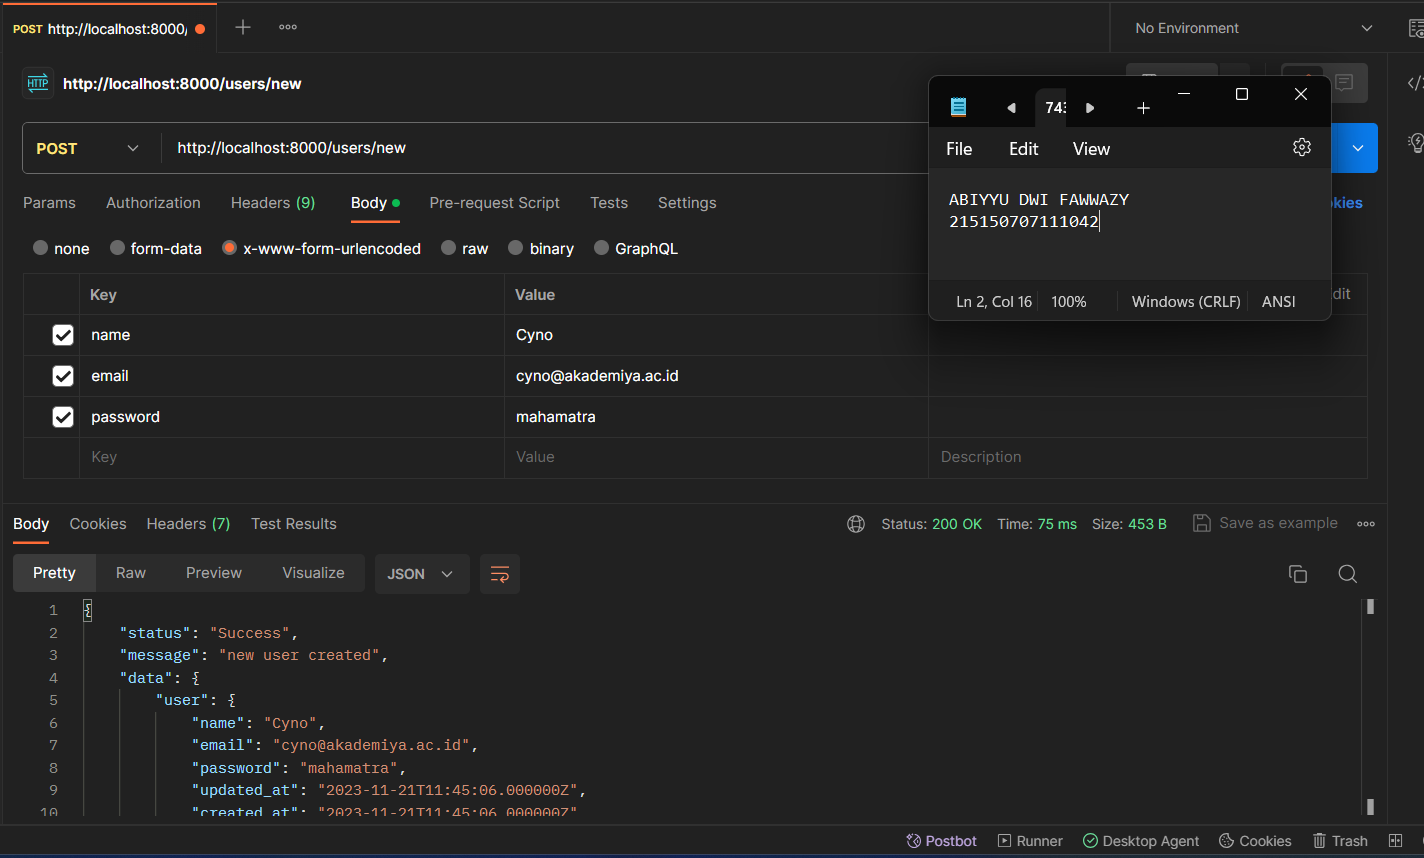 POST http://localhost:8000/
No Environment
HTTP http://localhost:8000/users/new
POST http://localhost:8000/users/new
Params Authorization Headers (9) Body Pre-request Script Tests Settings
none form-data x-www-form-urlencoded raw binary GraphQL
Key Value
name Cyno
email cyno@akademiya.ac.id
password mahamatra
Key Value Description
File Edit View
ABIYYU DWI FAWWAZY
215150707111042
Ln 2, Col 16 100% Windows (CRLF) ANSI
Body Cookies Headers (7) Test Results Status: 200 OK Time: 75 ms Size: 453 B Save as example
Pretty Raw Preview Visualize JSON
1 {
2 "status": "Success",
3 "message": "new user created",
4 "data": {
5 "user": {
6 "name": "Cyno",
7 "email": "cyno@akademiya.ac.id",
8 "password": "mahamatra",
9 "updated_at": "2023-11-21T11:45:06.000000Z",
10 "created_at": "2023-11-21T11:45:06.000000Z"
Postbot Runner Desktop Agent Cookies Trash